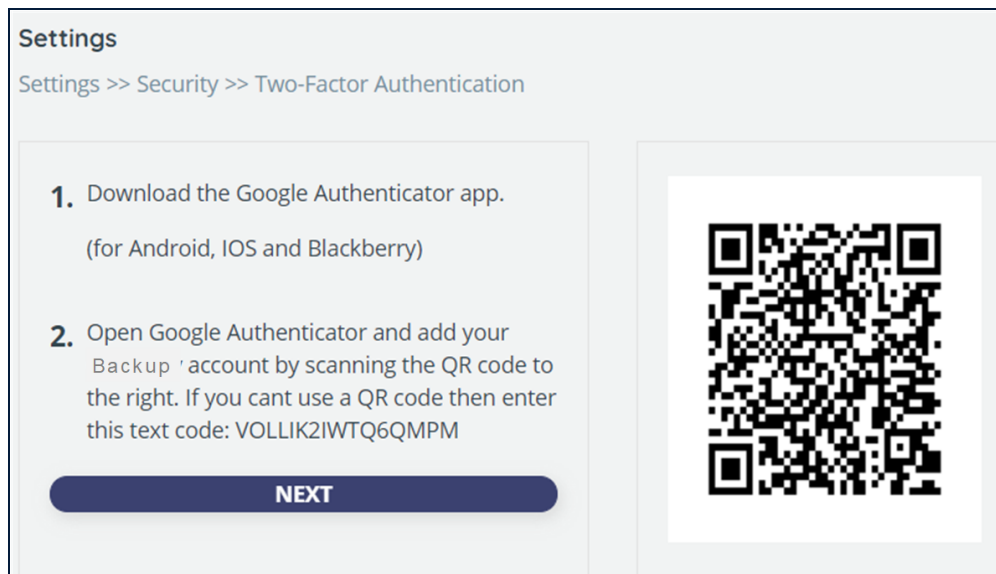 Settings
Settings >> Security >> Two-Factor Authentication
1. Download the Google Authenticator app.
(for Android, IOS and Blackberry)
2. Open Google Authenticator and add your
Backup ' account by scanning the QR code to
the right. If you cant use a QR code then enter
this text code: VOLLIK2IWTQ6QMPM
NEXT